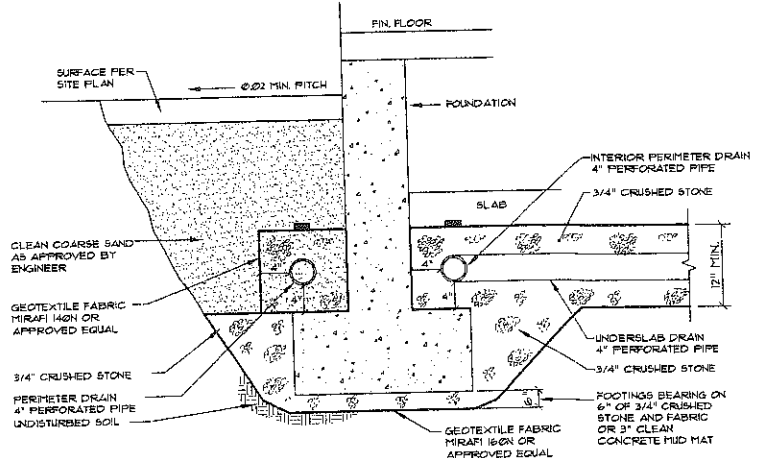 FIN. FLOOR
SURFACE PER
SITE PLAN
0.02 MIN. PITCH
FOUNDATION
INTERIOR PERIMETER DRAIN
4" PERFORATED PIPE
3/4" CRUSHED STONE
SLAB
CLEAN COARSE SAND
AS APPROVED BY
ENGINEER
4"
4"
4"
4"
12" MIN.
GEOTEXTILE FABRIC
MIRAFI 140N OR
APPROVED EQUAL
UNDERSLAB DRAIN
4" PERFORATED PIPE
3/4" CRUSHED STONE
3/4" CRUSHED STONE
PERIMETER DRAIN
4" PERFORATED PIPE
UNDISTURBED SOIL
6"
FOOTINGS BEARING ON
6" OF 3/4" CRUSHED
STONE AND FABRIC
OR 3" CLEAN
CONCRETE MUD MAT
GEOTEXTILE FABRIC
MIRAFI 160N OR
APPROVED EQUAL